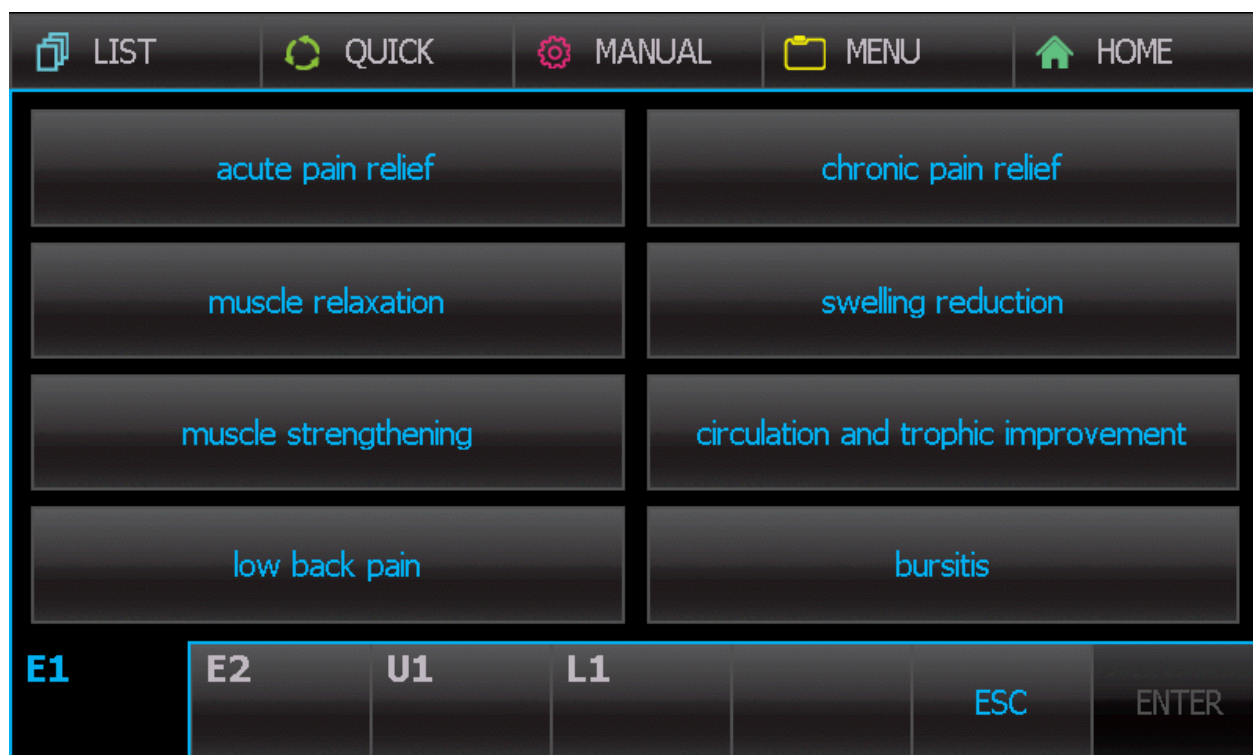 LIST QUICK MANUAL MENU HOME
acute pain relief
chronic pain relief
muscle relaxation
swelling reduction
muscle strengthening
circulation and trophic improvement
low back pain
bursitis
E1 E2 U1 L1
ESC ENTER